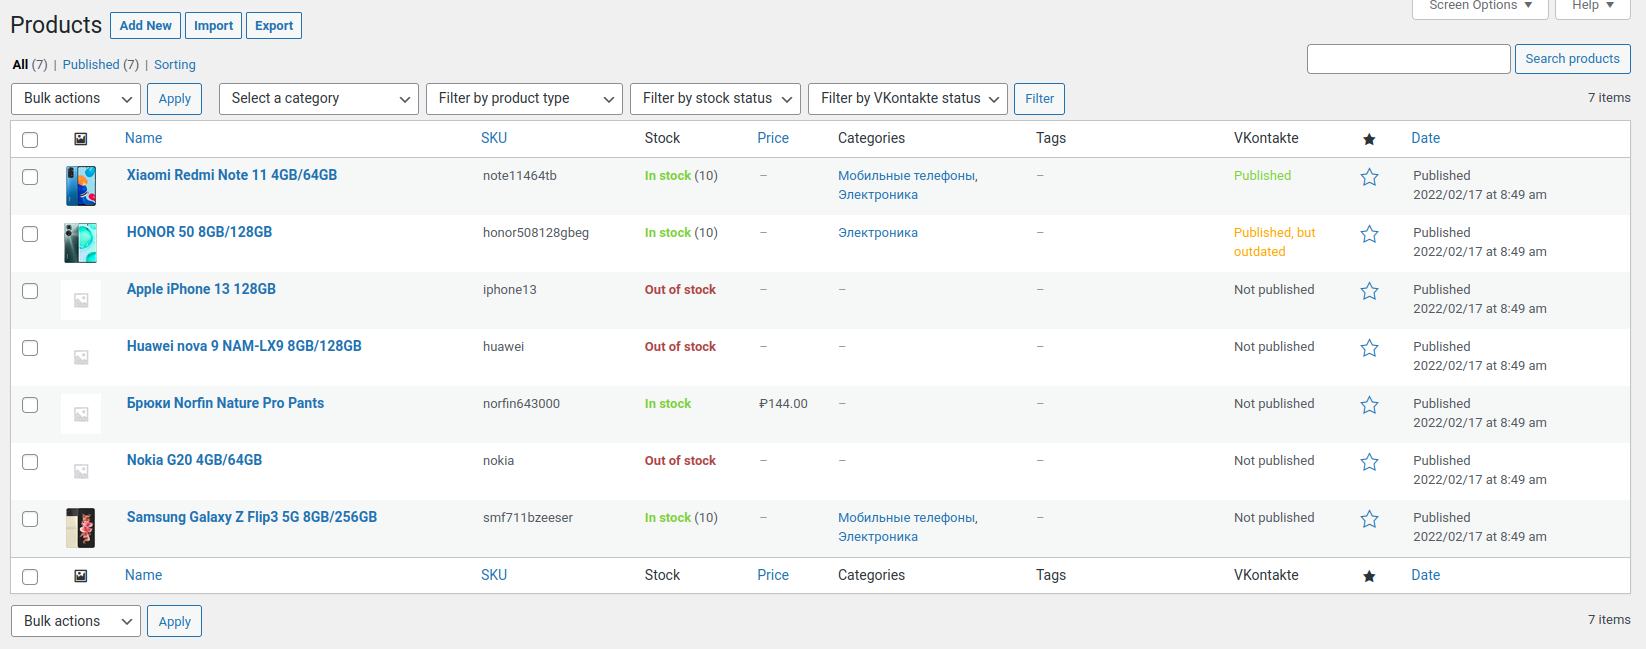 Screen Options ▼ Help ▼
Products Add New Import Export
All (7) | Published (7) | Sorting
Search products
Bulk actions Apply Select a category Filter by product type Filter by stock status Filter by VKontakte status Filter 7 items
Name SKU Stock Price Categories Tags VKontakte ★ Date
Xiaomi Redmi Note 11 4GB/64GB note11464tb In stock (10) – Мобильные телефоны, – Published Published
Электроника 2022/02/17 at 8:49 am
HONOR 50 8GB/128GB honor508128gbeg In stock (10) – Электроника – Published, but Published
outdated 2022/02/17 at 8:49 am
Apple iPhone 13 128GB iphone13 Out of stock – – – Not published Published
2022/02/17 at 8:49 am
Huawei nova 9 NAM-LX9 8GB/128GB huawei Out of stock – – – Not published Published
2022/02/17 at 8:49 am
Брюки Norfin Nature Pro Pants norfin643000 In stock ₽144.00 – – Not published Published
2022/02/17 at 8:49 am
Nokia G20 4GB/64GB nokia Out of stock – – – Not published Published
2022/02/17 at 8:49 am
Samsung Galaxy Z Flip3 5G 8GB/256GB smf711bzeeser In stock (10) – Мобильные телефоны, – Not published Published
Электроника 2022/02/17 at 8:49 am
Name SKU Stock Price Categories Tags VKontakte ★ Date
Bulk actions Apply 7 items